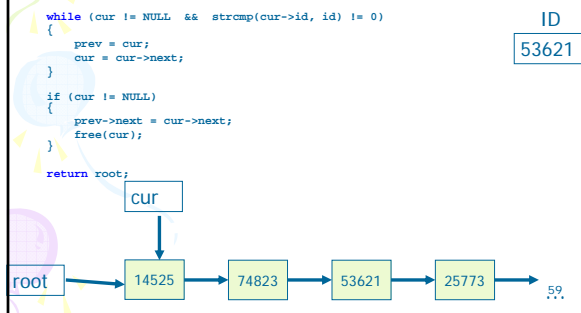 while (cur != NULL  &&  strcmp(cur->id, id) != 0)
{
    prev = cur;
    cur = cur->next;
}
if (cur != NULL)
{
    prev->next = cur->next;
    free(cur);
}
return root;
ID
53621
cur
root
14525
74823
53621
25773
...
59